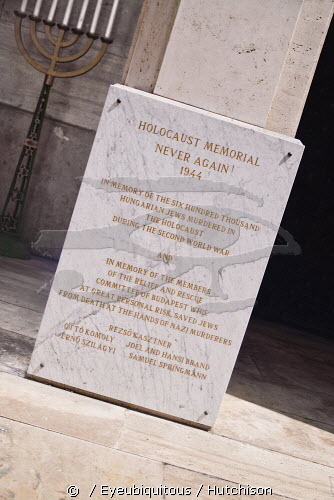 HOLOCAUST MEMORIAL
NEVER AGAIN!
1944
IN MEMORY OF THE SIX HUNDRED THOUSAND
HUNGARIAN JEWS MURDERED IN
THE HOLOCAUST
DURING THE SECOND WORLD WAR
AND
IN MEMORY OF THE MEMBERS
OF THE RELIEF AND RESCUE
COMMITTEE OF BUDAPEST WHO
AT GREAT PERSONAL RISK, SAVED JEWS
FROM DEATH AT THE HANDS OF NAZI MURDERERS
REZSÖ KASZTNER
OTTÓ KOMOLY JOEL AND HANSI BRAND
ERNÖ SZILÁGYI SAMUEL SPRINGMANN
© / Eyeubiquitous / Hutchison